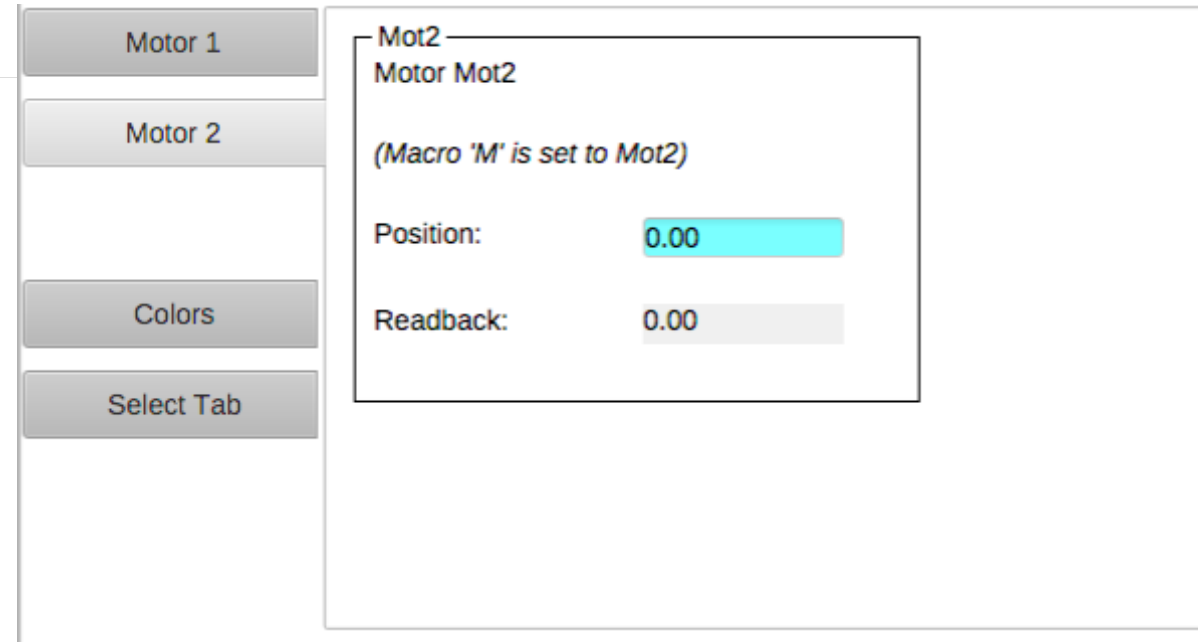 Motor 1
Motor 2
Colors
Select Tab
Mot2
Motor Mot2
(Macro 'M' is set to Mot2)
Position: 0.00
Readback: 0.00